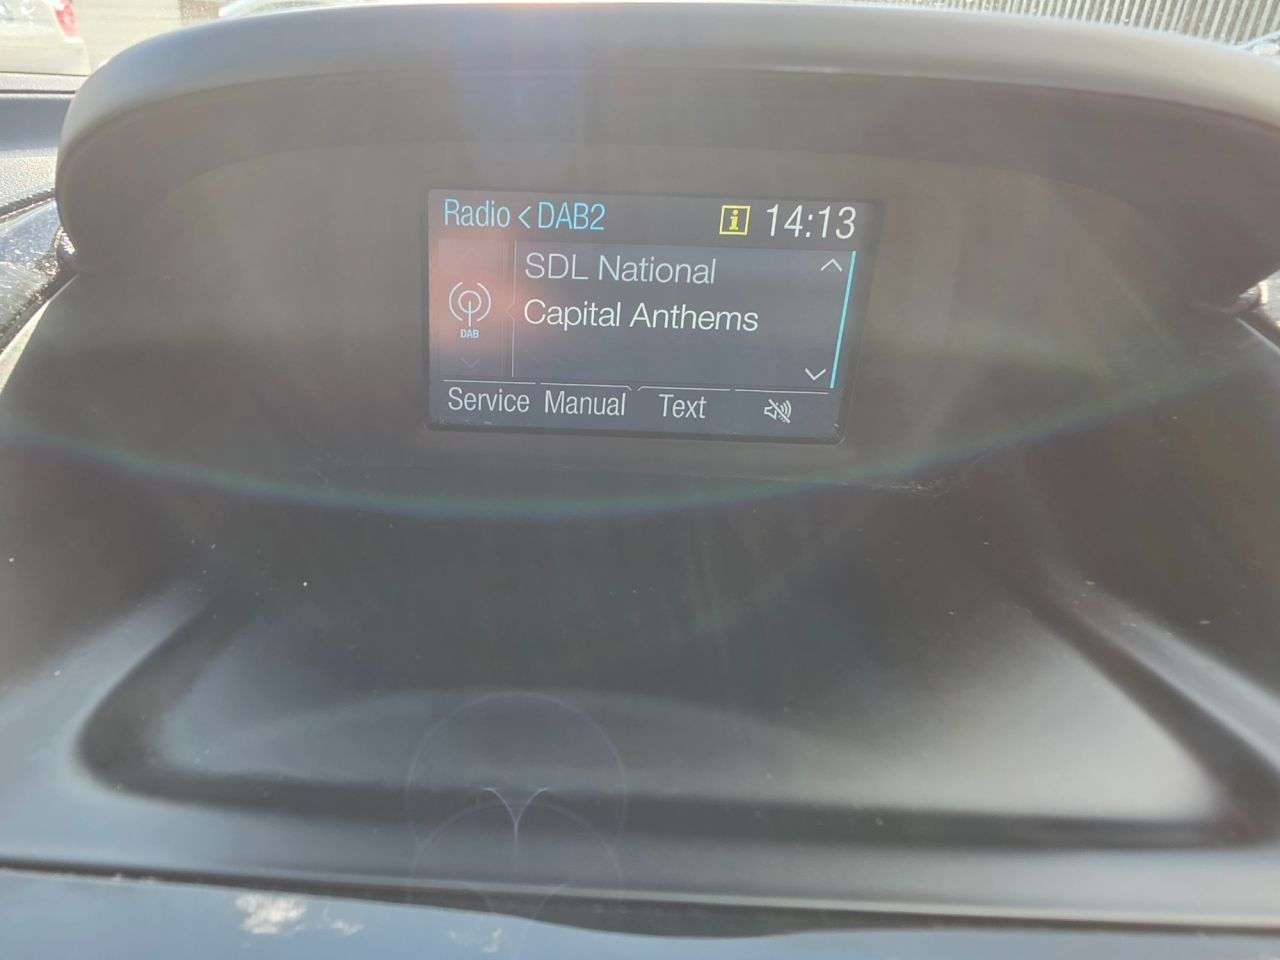 Radio < DAB2 i 14:13
SDL National
Capital Anthems
DAB
Service Manual Text